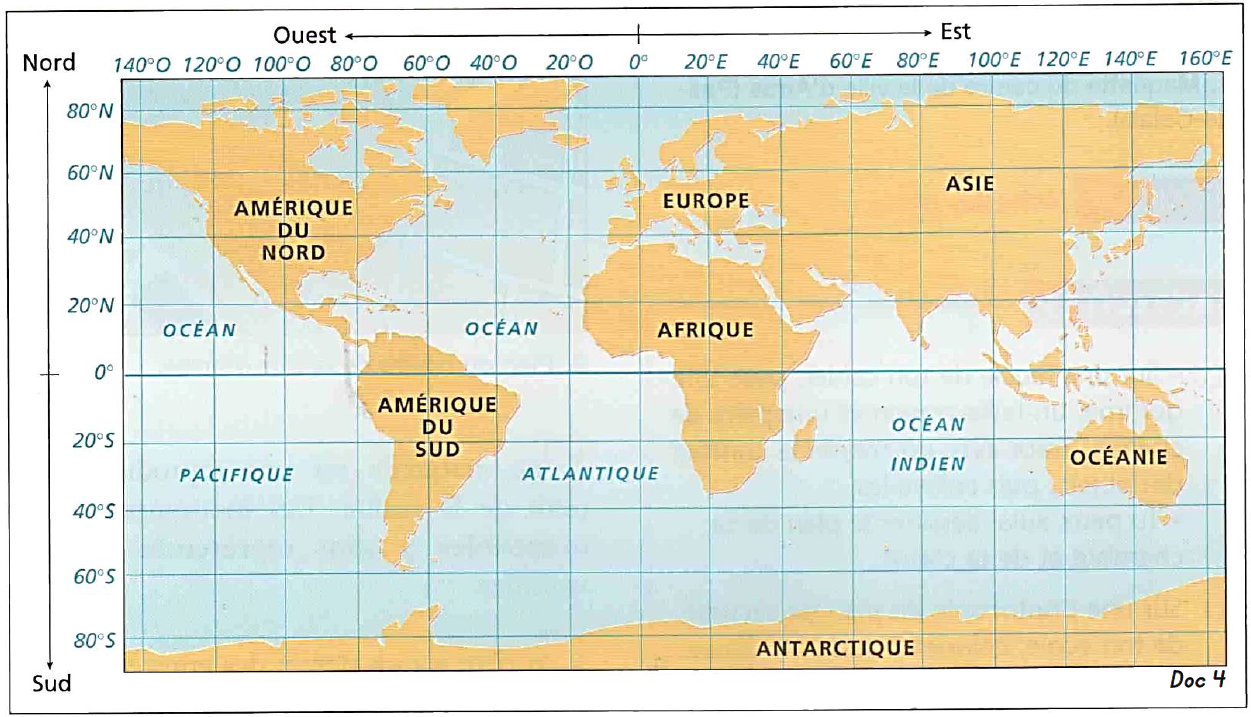 Ouest Est
Nord
140°O 120°O 100°O 80°O 60°O 40°O 20°O 0° 20°E 40°E 60°E 80°E 100°E 120°E 140°E 160°E
80°N
60°N
ASIE
EUROPE
AMÉRIQUE
DU
NORD
40°N
20°N
OCÉAN
OCÉAN
AFRIQUE
0°
AMÉRIQUE
DU
SUD
20°S
OCÉAN
INDIEN
OCÉANIE
PACIFIQUE
ATLANTIQUE
40°S
60°S
80°S
ANTARCTIQUE
Sud
Doc 4